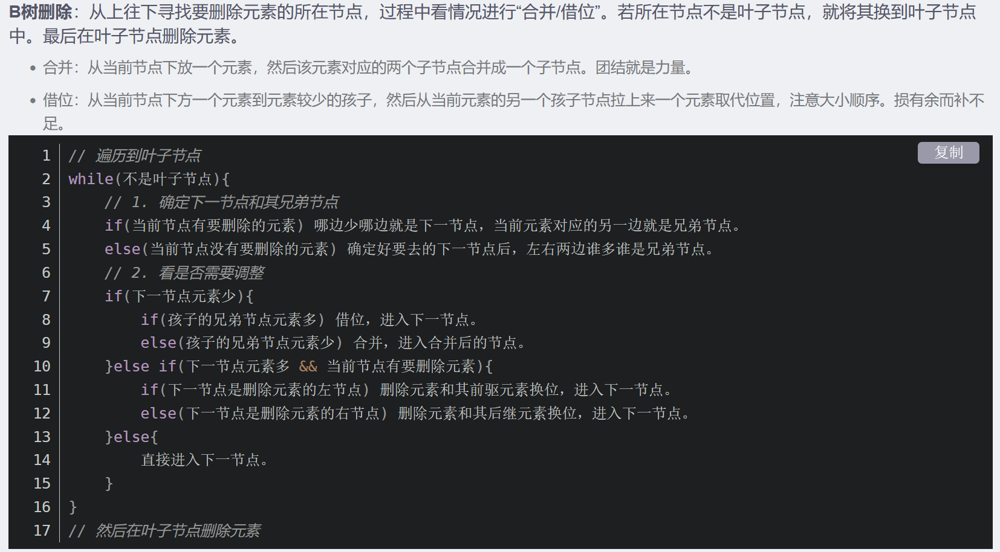 B树删除：从上往下寻找要删除元素的所在节点，过程中看情况进行“合并/借位”。若所在节点不是叶子节点，就将其换到叶子节点
中。最后在叶子节点删除元素。
• 合并：从当前节点下放一个元素，然后该元素对应的两个子节点合并成一个子节点。团结就是力量。
• 借位：从当前节点下方一个元素到元素较少的孩子，然后从当前元素的另一个孩子节点拉上来一个元素取代位置，注意大小顺序。损有余而补不
足。
复制
1 // 遍历到叶子节点
2 while(不是叶子节点){
3     // 1. 确定下一节点和其兄弟节点
4     if(当前节点有要删除的元素) 哪边少哪边就是下一节点，当前元素对应的另一边就是兄弟节点。
5     else(当前节点没有要删除的元素) 确定好要去的下一节点后，左右两边谁多谁是兄弟节点。
6     // 2. 看是否需要调整
7     if(下一节点元素少){
8         if(孩子的兄弟节点元素多) 借位，进入下一节点。
9         else(孩子的兄弟节点元素少) 合并，进入合并后的节点。
10     }else if(下一节点元素多 && 当前节点有要删除元素){
11         if(下一节点是删除元素的左节点) 删除元素和其前驱元素换位，进入下一节点。
12         else(下一节点是删除元素的右节点) 删除元素和其后继元素换位，进入下一节点。
13     }else{
14         直接进入下一节点。
15     }
16 }
17 // 然后在叶子节点删除元素